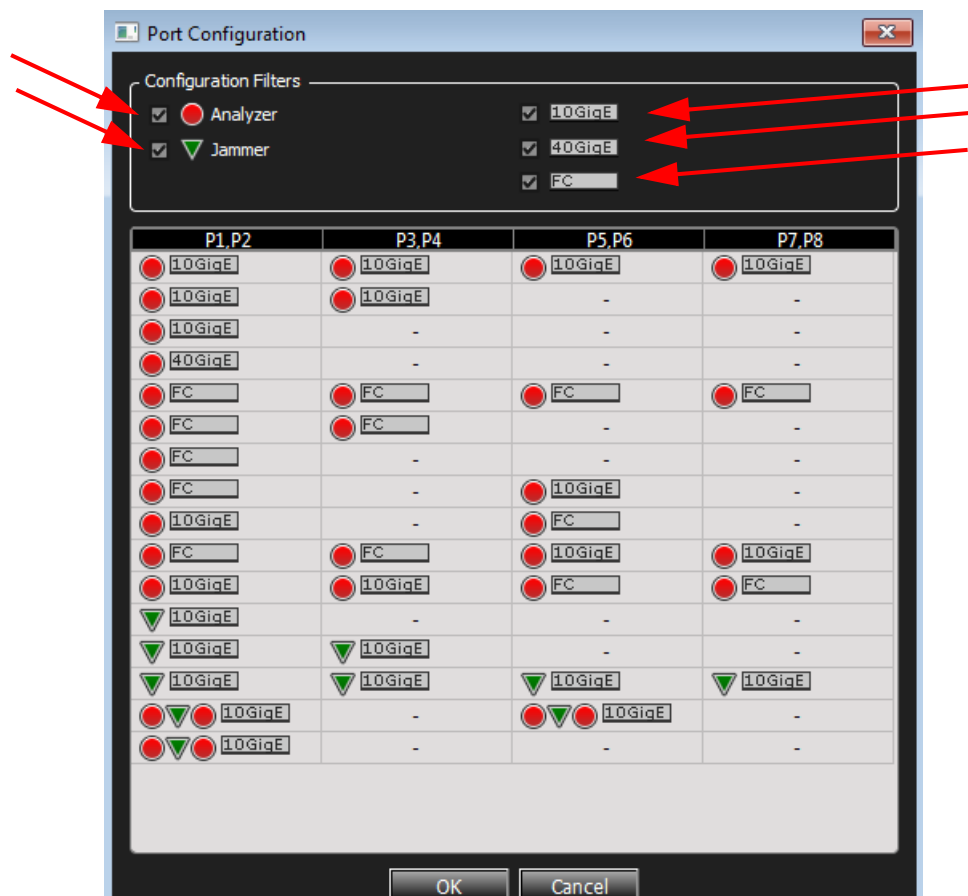 Port Configuration
Configuration Filters
Analyzer 10GigE
Jammer 40GigE
FC
P1,P2 P3,P4 P5,P6 P7,P8
10GigE 10GigE 10GigE 10GigE
10GigE 10GigE - -
10GigE - - -
40GigE - - -
FC FC FC FC
FC FC - -
FC - - -
FC - 10GigE -
10GigE - FC -
FC FC 10GigE 10GigE
10GigE 10GigE FC FC
10GigE - - -
10GigE 10GigE - -
10GigE 10GigE 10GigE 10GigE
10GigE - 10GigE -
10GigE - - -
OK Cancel